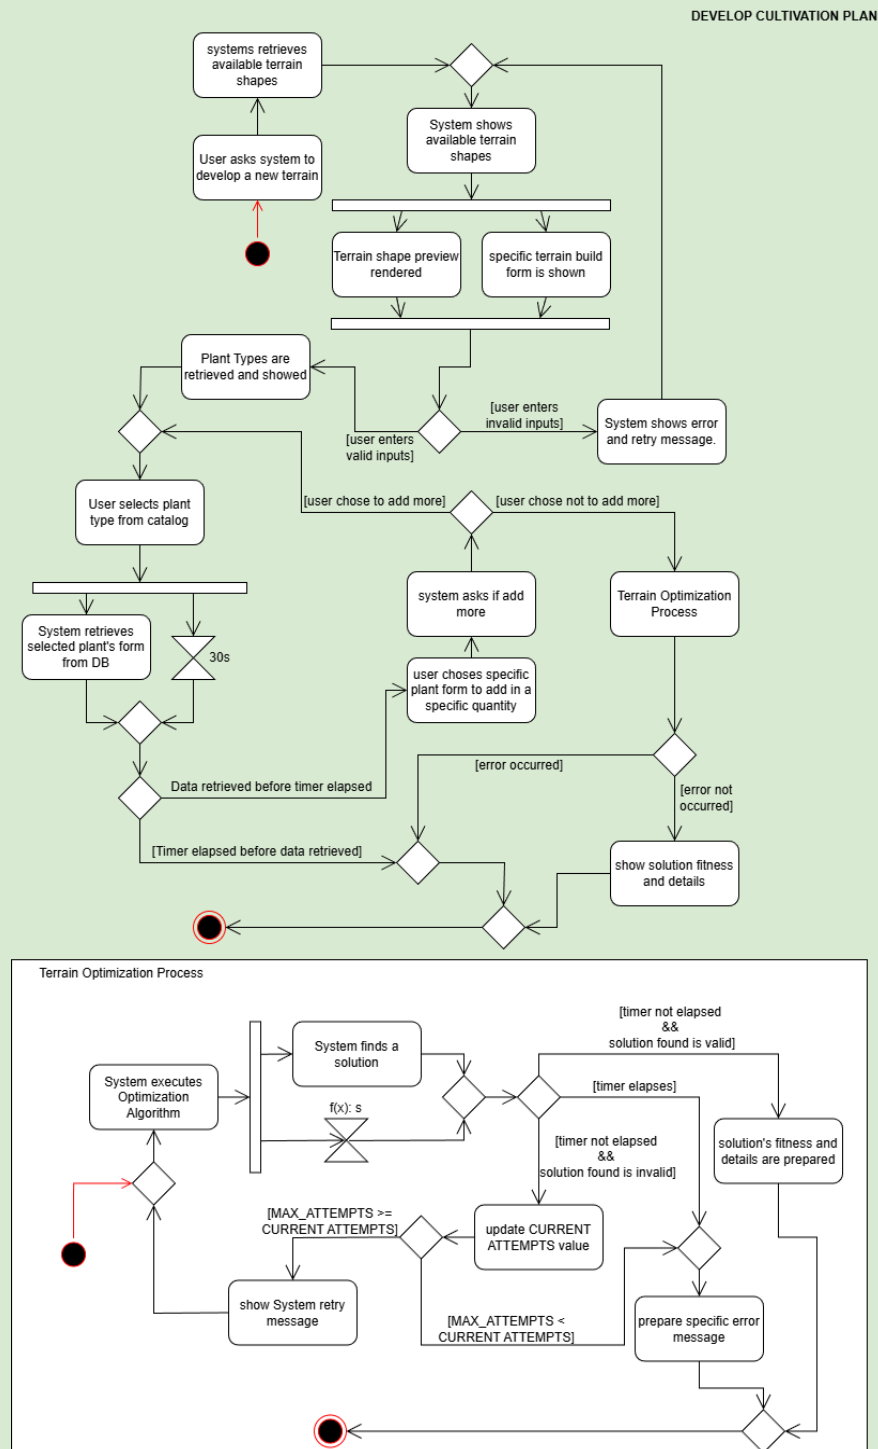 DEVELOP CULTIVATION PLAN
systems retrieves
available terrain
shapes
System shows
available terrain
shapes
User asks system to
develop a new terrain
Terrain shape preview
rendered
specific terrain build
form is shown
Plant Types are
retrieved and showed
[user enters
invalid inputs]
System shows error
and retry message.
[user enters
valid inputs]
User selects plant
type from catalog
[user chose to add more]
[user chose not to add more]
system asks if add
more
Terrain Optimization
Process
System retrieves
selected plant's form
from DB
30s
user choses specific
plant form to add in a
specific quantity
[error occurred]
Data retrieved before timer elapsed
[error not
occurred]
[Timer elapsed before data retrieved]
show solution fitness
and details
Terrain Optimization Process
[timer not elapsed
&&
solution found is valid]
System finds a
solution
System executes
Optimization
Algorithm
[timer elapses]
f(x): s
[timer not elapsed
&&
solution found is invalid]
solution's fitness and
details are prepared
[MAX_ATTEMPTS >=
CURRENT ATTEMPTS]
update CURRENT
ATTEMPTS value
show System retry
message
[MAX_ATTEMPTS <
CURRENT ATTEMPTS]
prepare specific error
message